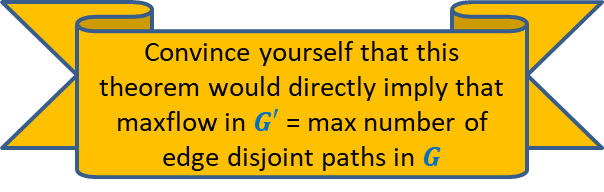 Convince yourself that this
theorem would directly imply that
maxflow in G′ = max number of
edge disjoint paths in G